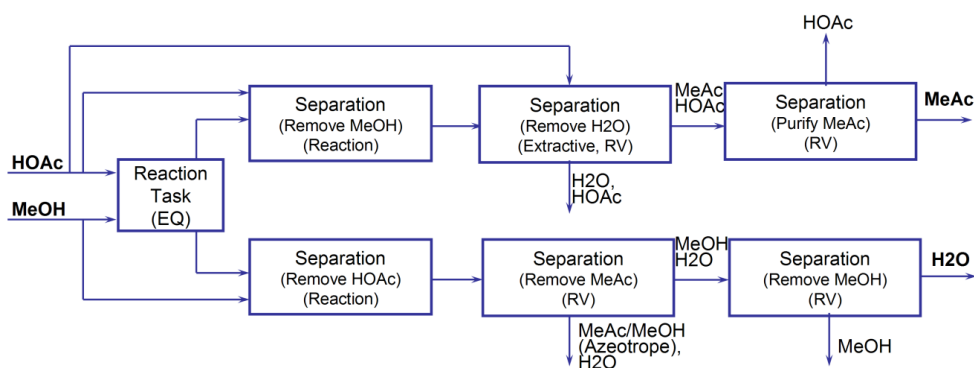 HOAc
MeAc
HOAc
MeAc
Separation
(Remove MeOH)
(Reaction)
Separation
(Remove H2O)
(Extractive, RV)
Separation
(Purify MeAc)
(RV)
HOAc
MeOH
Reaction
Task
(EQ)
H2O,
HOAc
Separation
(Remove HOAc)
(Reaction)
Separation
(Remove MeAc)
(RV)
MeOH
H2O
Separation
(Remove MeOH)
(RV)
H2O
MeAc/MeOH
(Azeotrope),
H2O
MeOH